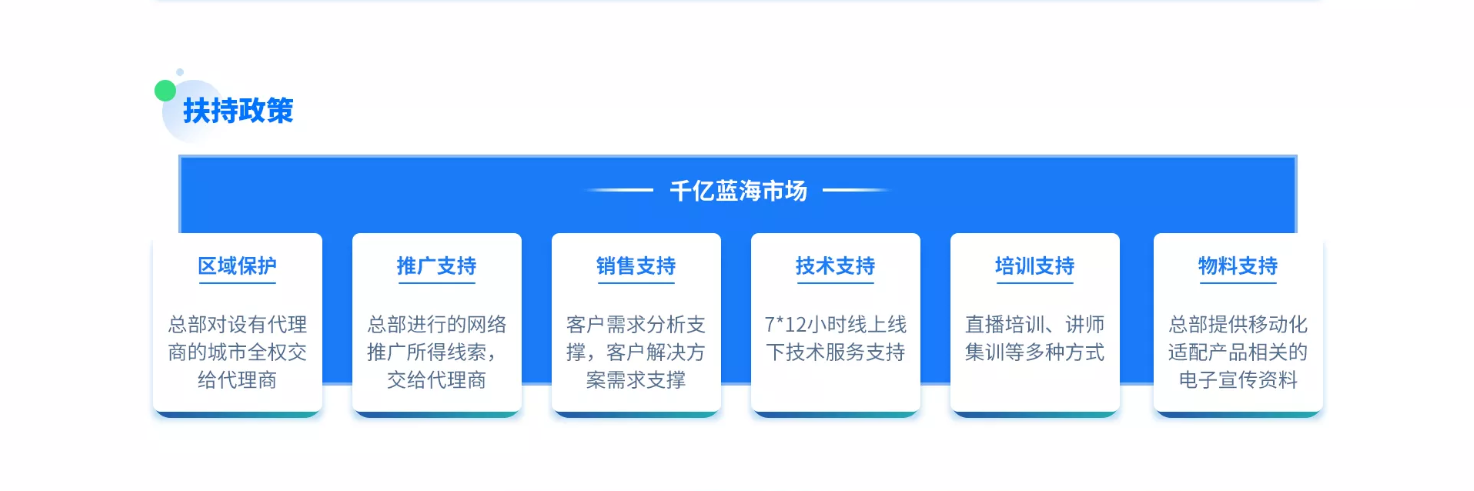 扶持政策
千亿蓝海市场
区域保护
总部对设有代理
商的城市全权交
给代理商
推广支持
总部进行的网络
推广所得线索，
交给代理商
销售支持
客户需求分析支
撑，客户解决方
案需求支撑
技术支持
7*12小时线上线
下技术服务支持
培训支持
直播培训、讲师
集训等多种方式
物料支持
总部提供移动化
适配产品相关的
电子宣传资料